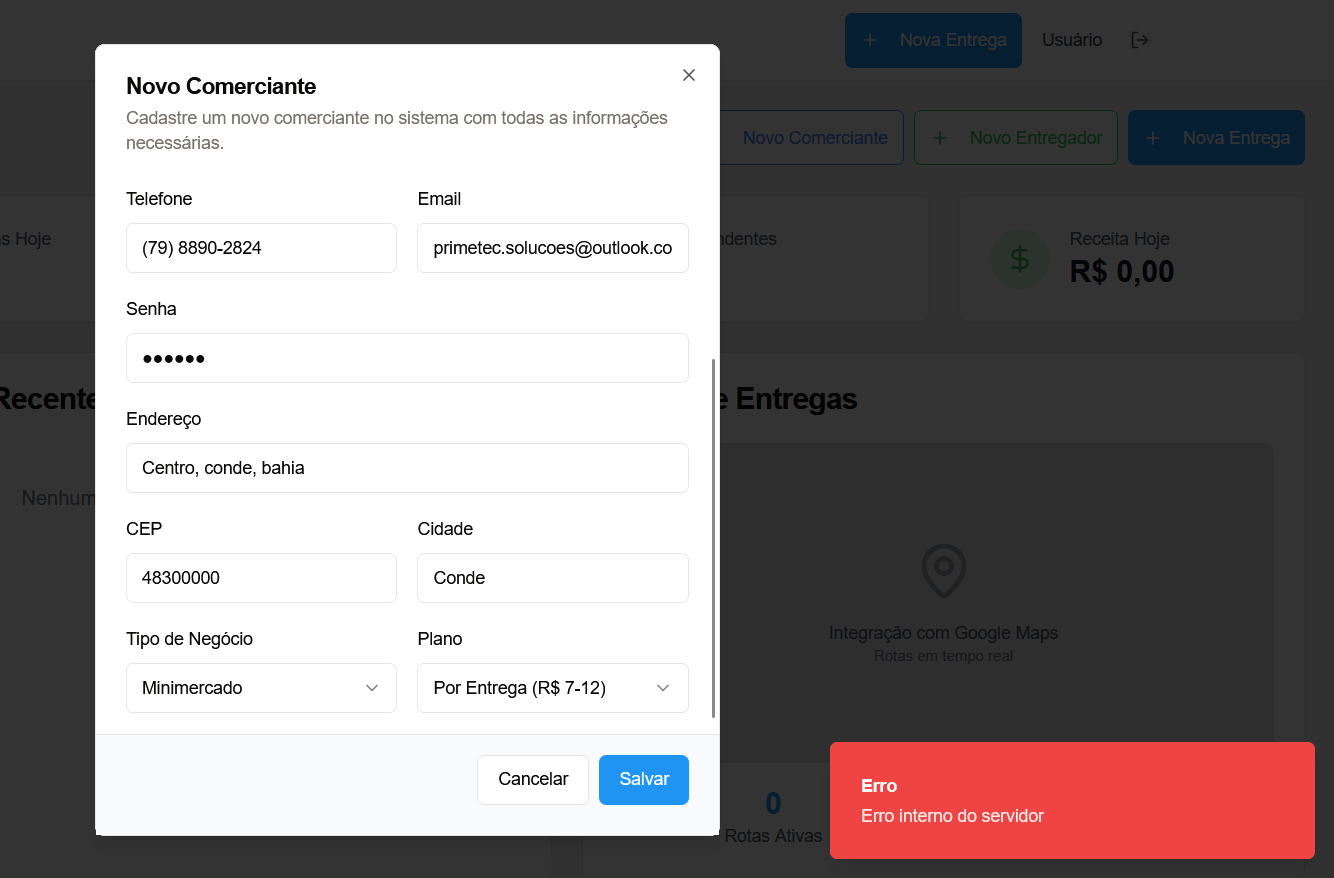 Nova Entrega
Usuário
Novo Comerciante
Cadastre um novo comerciante no sistema com todas as informações
necessárias.
Novo Comerciante
Novo Entregador
Nova Entrega
Telefone
Email
(79) 8890-2824
primetec.solucoes@outlook.co
Senha
••••••
Endereço
Centro, conde, bahia
CEP
Cidade
48300000
Conde
Tipo de Negócio
Plano
Minimercado
Por Entrega (R$ 7-12)
Cancelar
Salvar
s Hoje
ndentes
Receita Hoje
R$ 0,00
Recente
e Entregas
Nenhum
Integração com Google Maps
Rotas em tempo real
0
Rotas Ativas
Erro
Erro interno do servidor